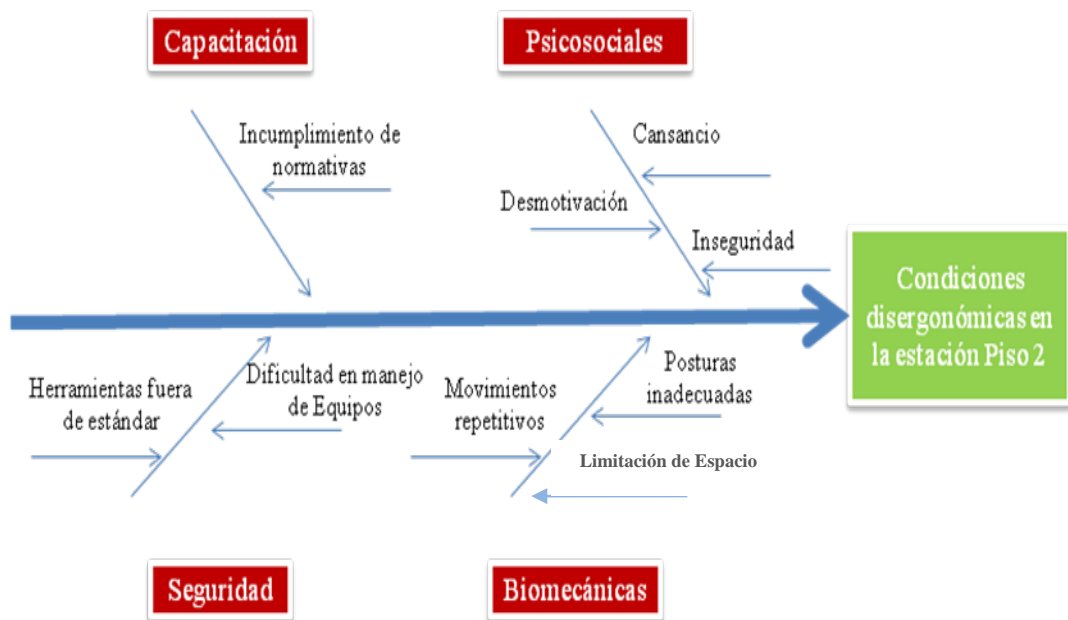 Capacitación
Psicosociales
Incumplimiento de
normativas
Cansancio
Desmotivación
Inseguridad
Condiciones
disergonómicas en
la estación Piso 2
Herramientas fuera
de estándar
Dificultad en manejo
de Equipos
Movimientos
repetitivos
Posturas
inadecuadas
Limitación de Espacio
Seguridad
Biomecánicas